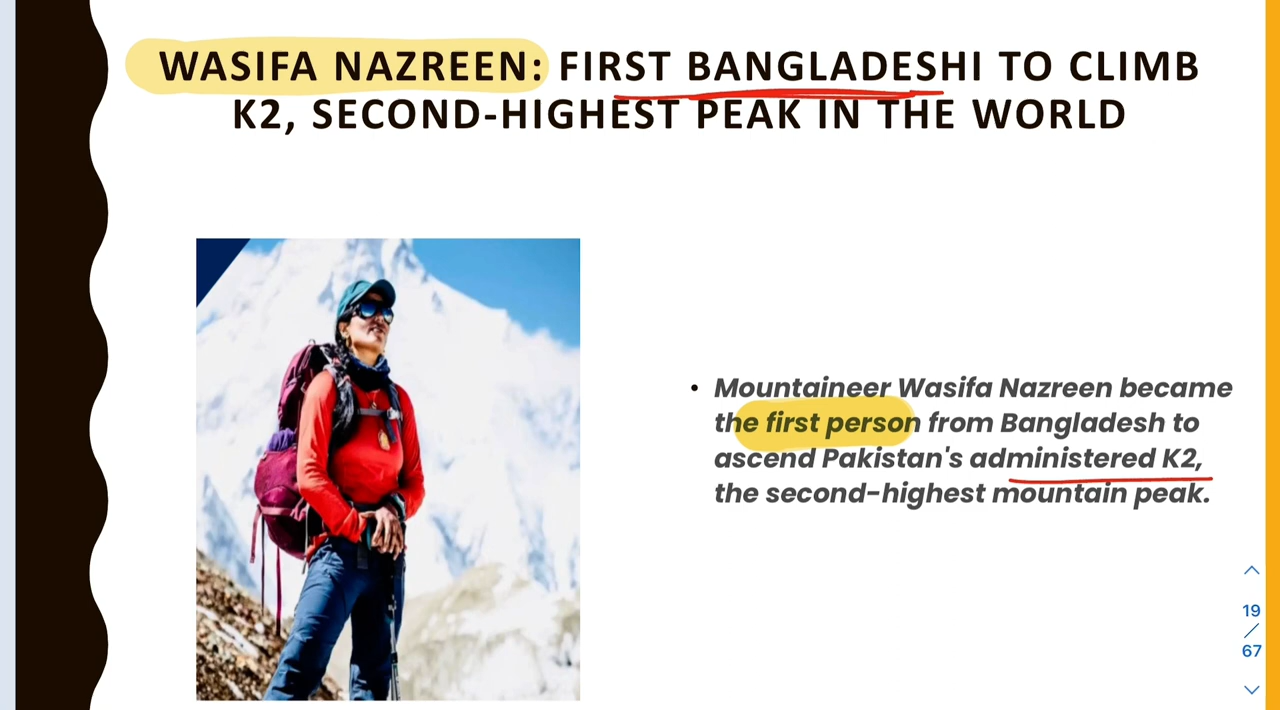 WASIFA NAZREEN: FIRST BANGLADESHI TO CLIMB
K2, SECOND-HIGHEST PEAK IN THE WORLD
• Mountaineer Wasifa Nazreen became
the first person from Bangladesh to
ascend Pakistan's administered K2,
the second-highest mountain peak.
19
/
67